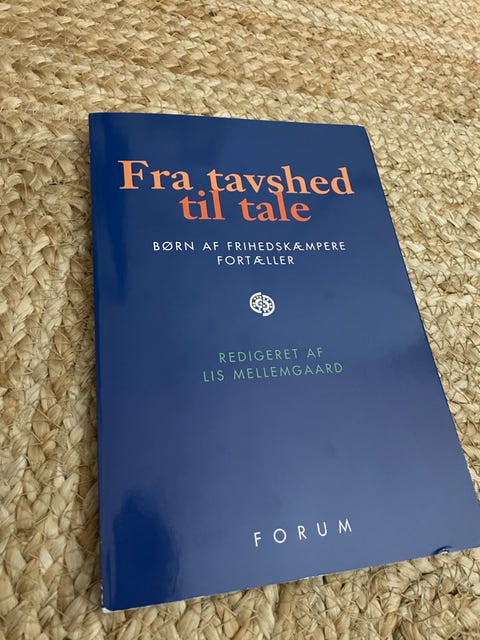 Fra tavshed
til tale
BØRN AF FRIHEDSKÆMPERE
FORTÆLLER
REDIGERET AF
LIS MELLEMGAARD
FORUM